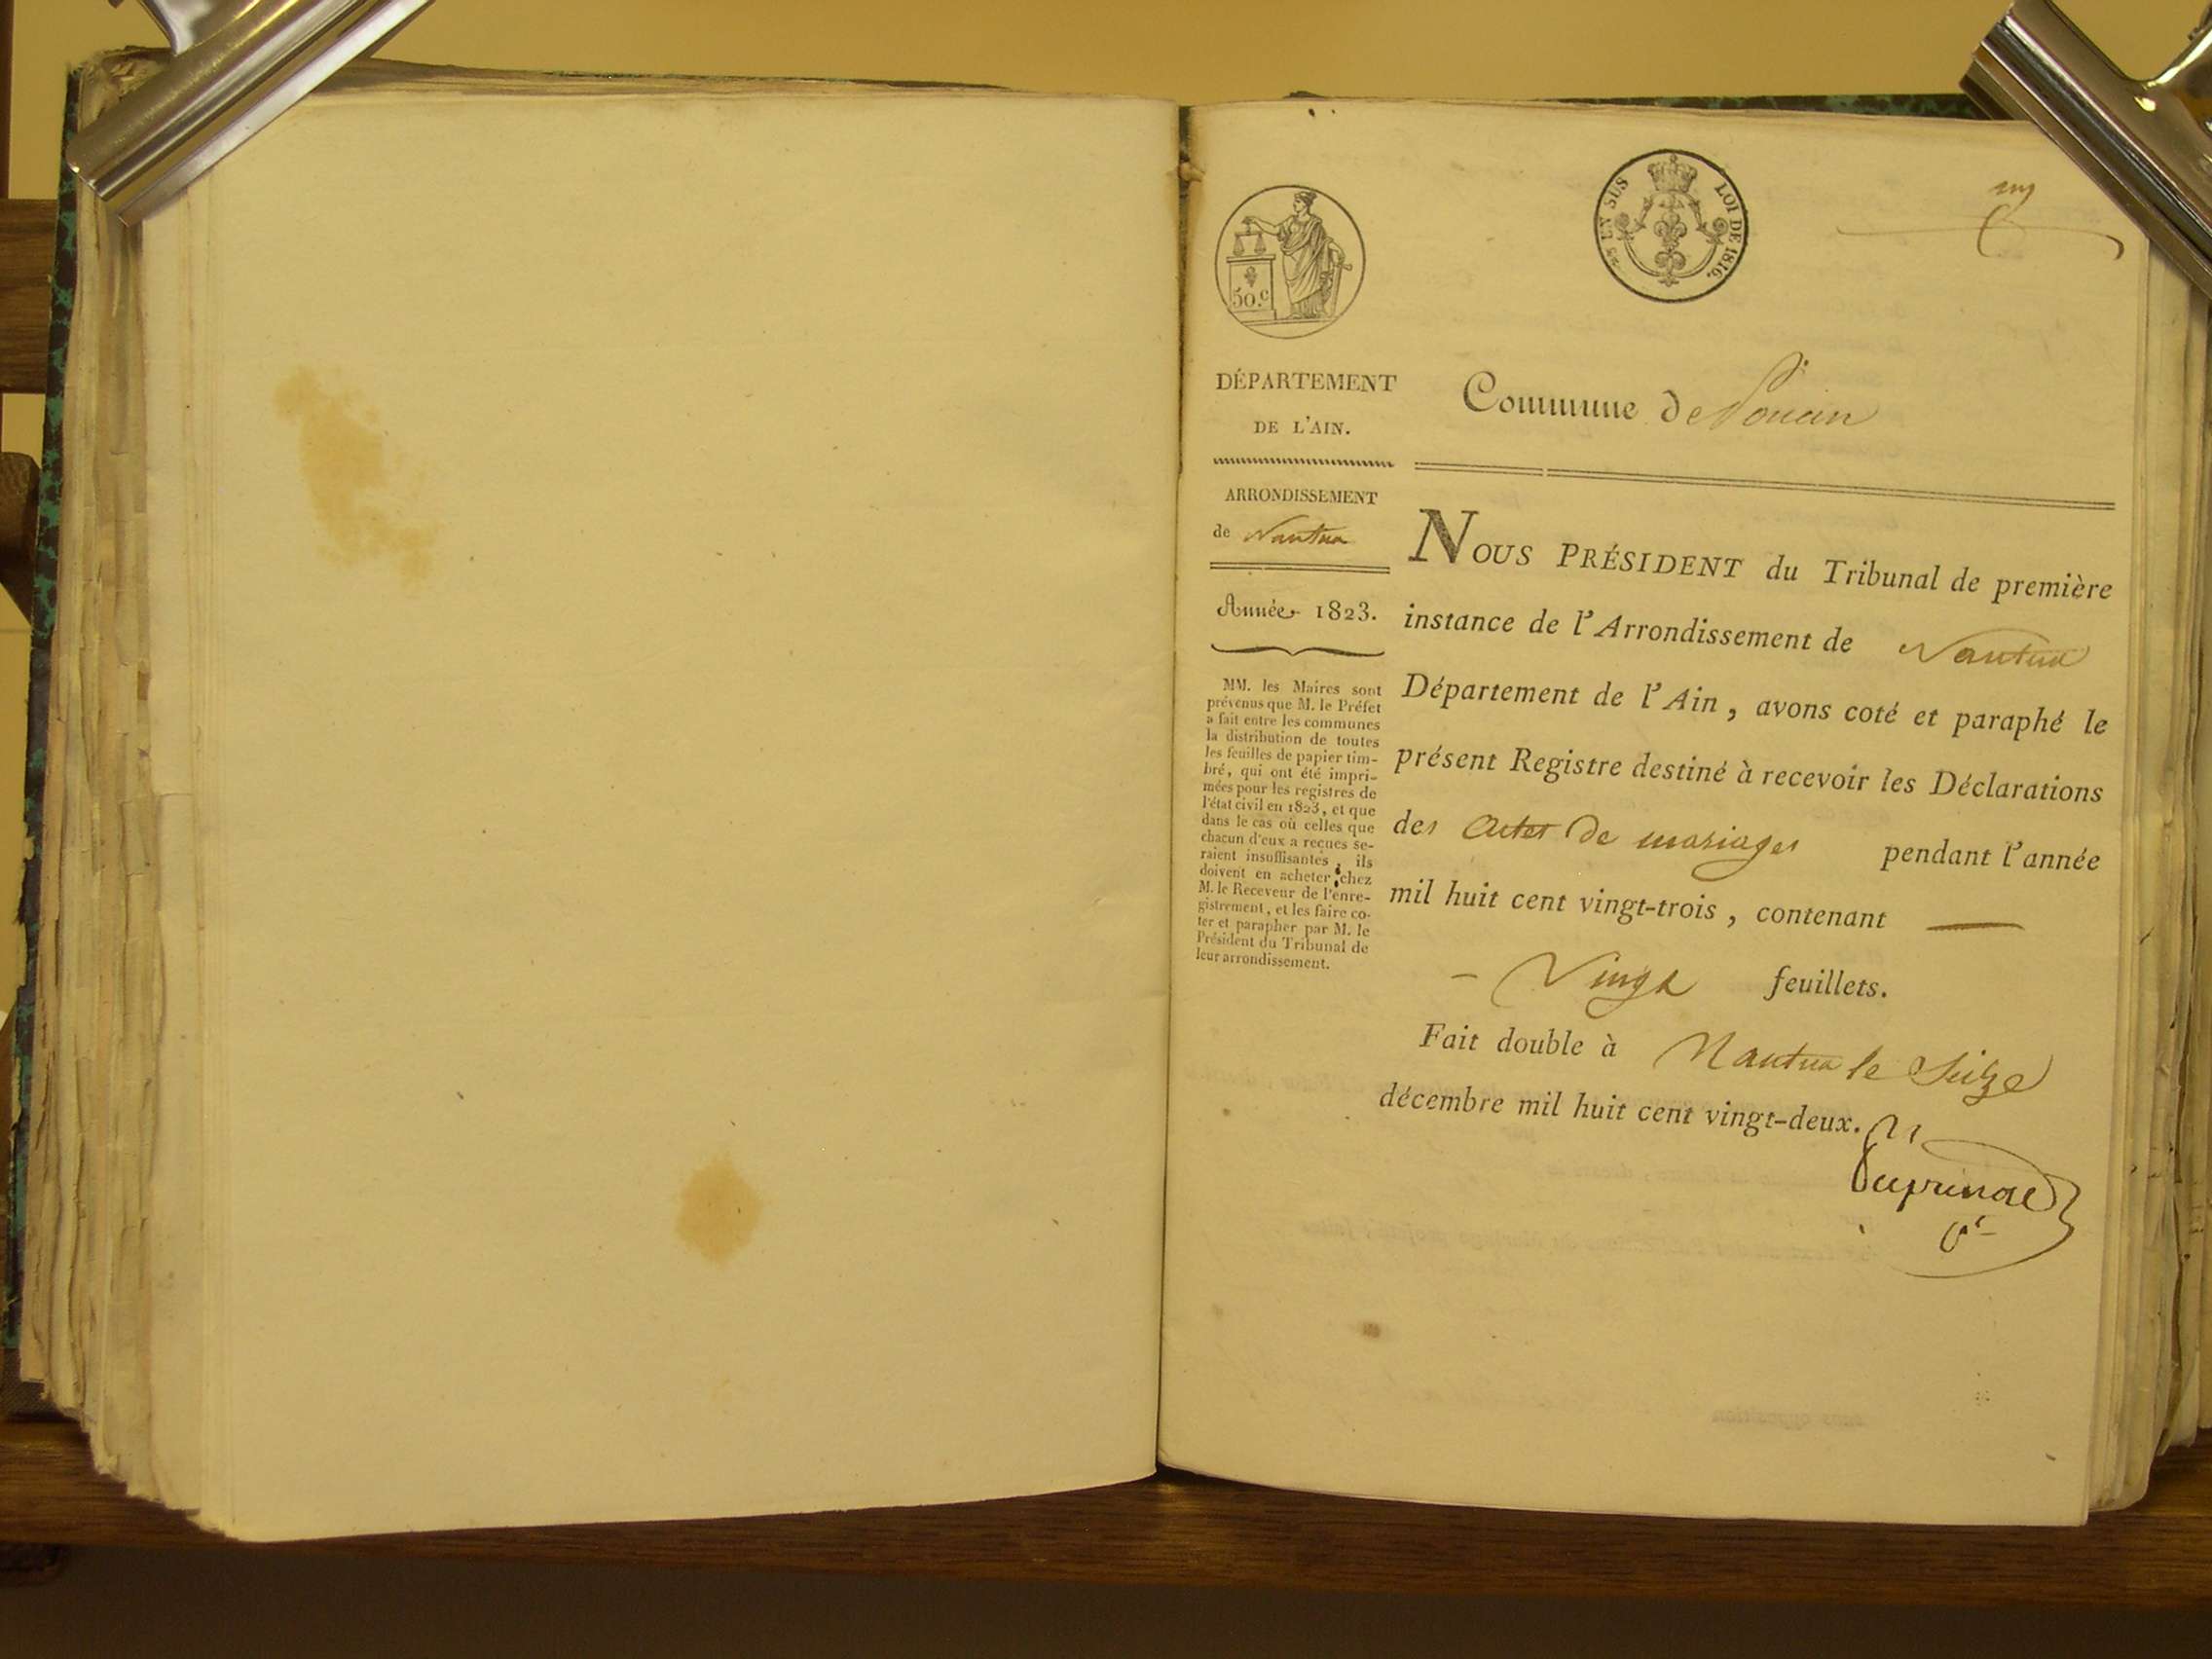 un
50.c
25 EN SUS LOI DE 1816.
DÉPARTEMENT
DE L'AIN.
ARRONDISSEMENT
de Nantua
Année 1823.
MM. les Maires sont
prévenus que M. le Préfet
a fait entre les communes
la distribution de toutes
les feuilles de papier tim-
bré, qui ont été impri-
mées pour les registres de
l'état civil en 1823, et que
dans le cas où celles que
chacun d'eux a reçues se-
raient insuffisantes, ils
doivent en acheter chez
M. le Receveur de l'enre-
gistrement, et les faire co-
ter et parapher par M. le
Président du Tribunal de
leur arrondissement.
Commune de Poncin
NOUS PRÉSIDENT du Tribunal de première
instance de l'Arrondissement de Nantua
Département de l'Ain, avons coté et paraphé le
présent Registre destiné à recevoir les Déclarations
des Actes de mariages pendant l'année
mil huit cent vingt-trois, contenant
- Vingt feuillets.
Fait double à Nantua le Seize
décembre mil huit cent vingt-deux.